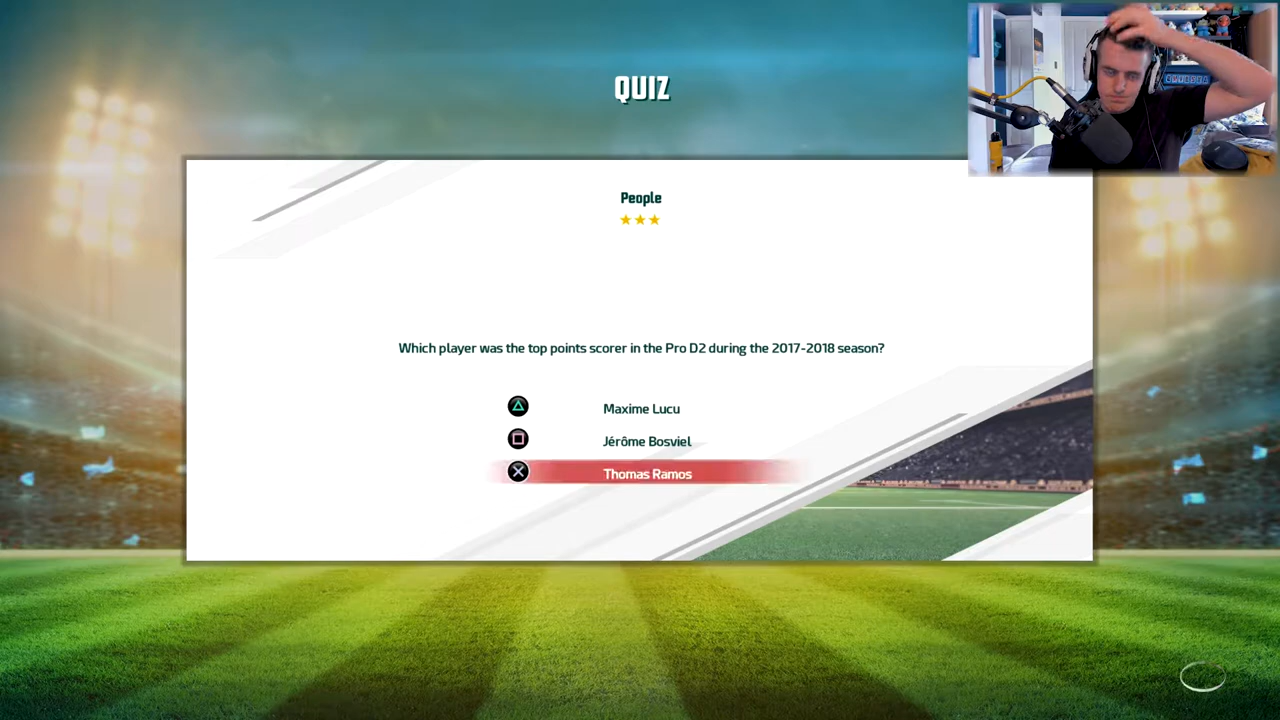 QUIZ
People
Which player was the top points scorer in the Pro D2 during the 2017-2018 season?
Maxime Lucu
Jérôme Bosviel
Thomas Ramos